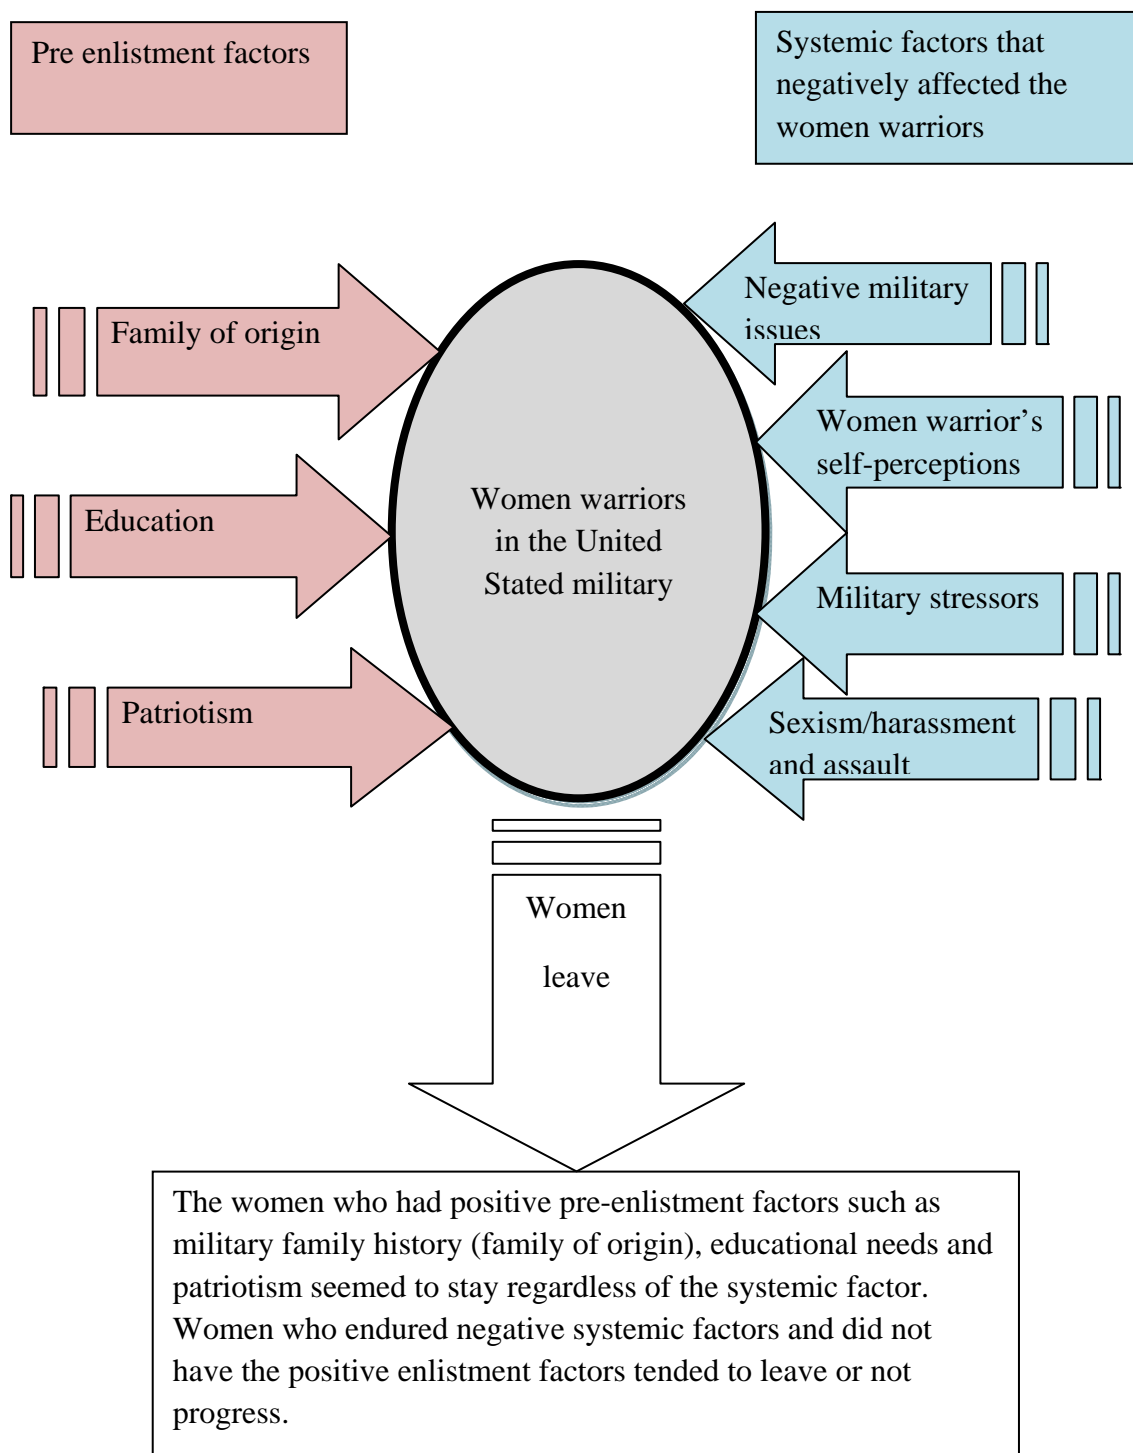 Pre enlistment factors
Systemic factors that
negatively affected the
women warriors
Family of origin
Education
Patriotism
Women warriors
in the United
Stated military
Negative military
issues
Women warrior’s
self-perceptions
Military stressors
Sexism/harassment
and assault
Women
leave
The women who had positive pre-enlistment factors such as
military family history (family of origin), educational needs and
patriotism seemed to stay regardless of the systemic factor.
Women who endured negative systemic factors and did not
have the positive enlistment factors tended to leave or not
progress.